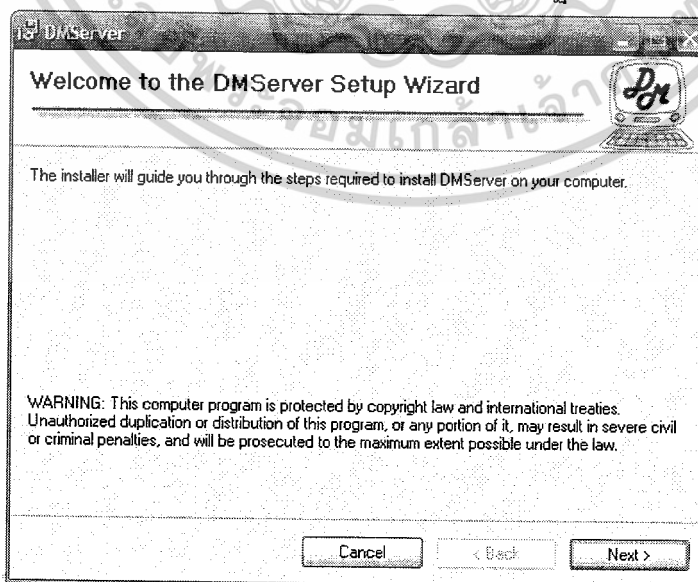 DMServer
Welcome to the DMServer Setup Wizard
DM
The installer will guide you through the steps required to install DMServer on your computer.
WARNING: This computer program is protected by copyright law and international treaties.
Unauthorized duplication or distribution of this program, or any portion of it, may result in severe civil
or criminal penalties, and will be prosecuted to the maximum extent possible under the law.
Cancel
< Back
Next >